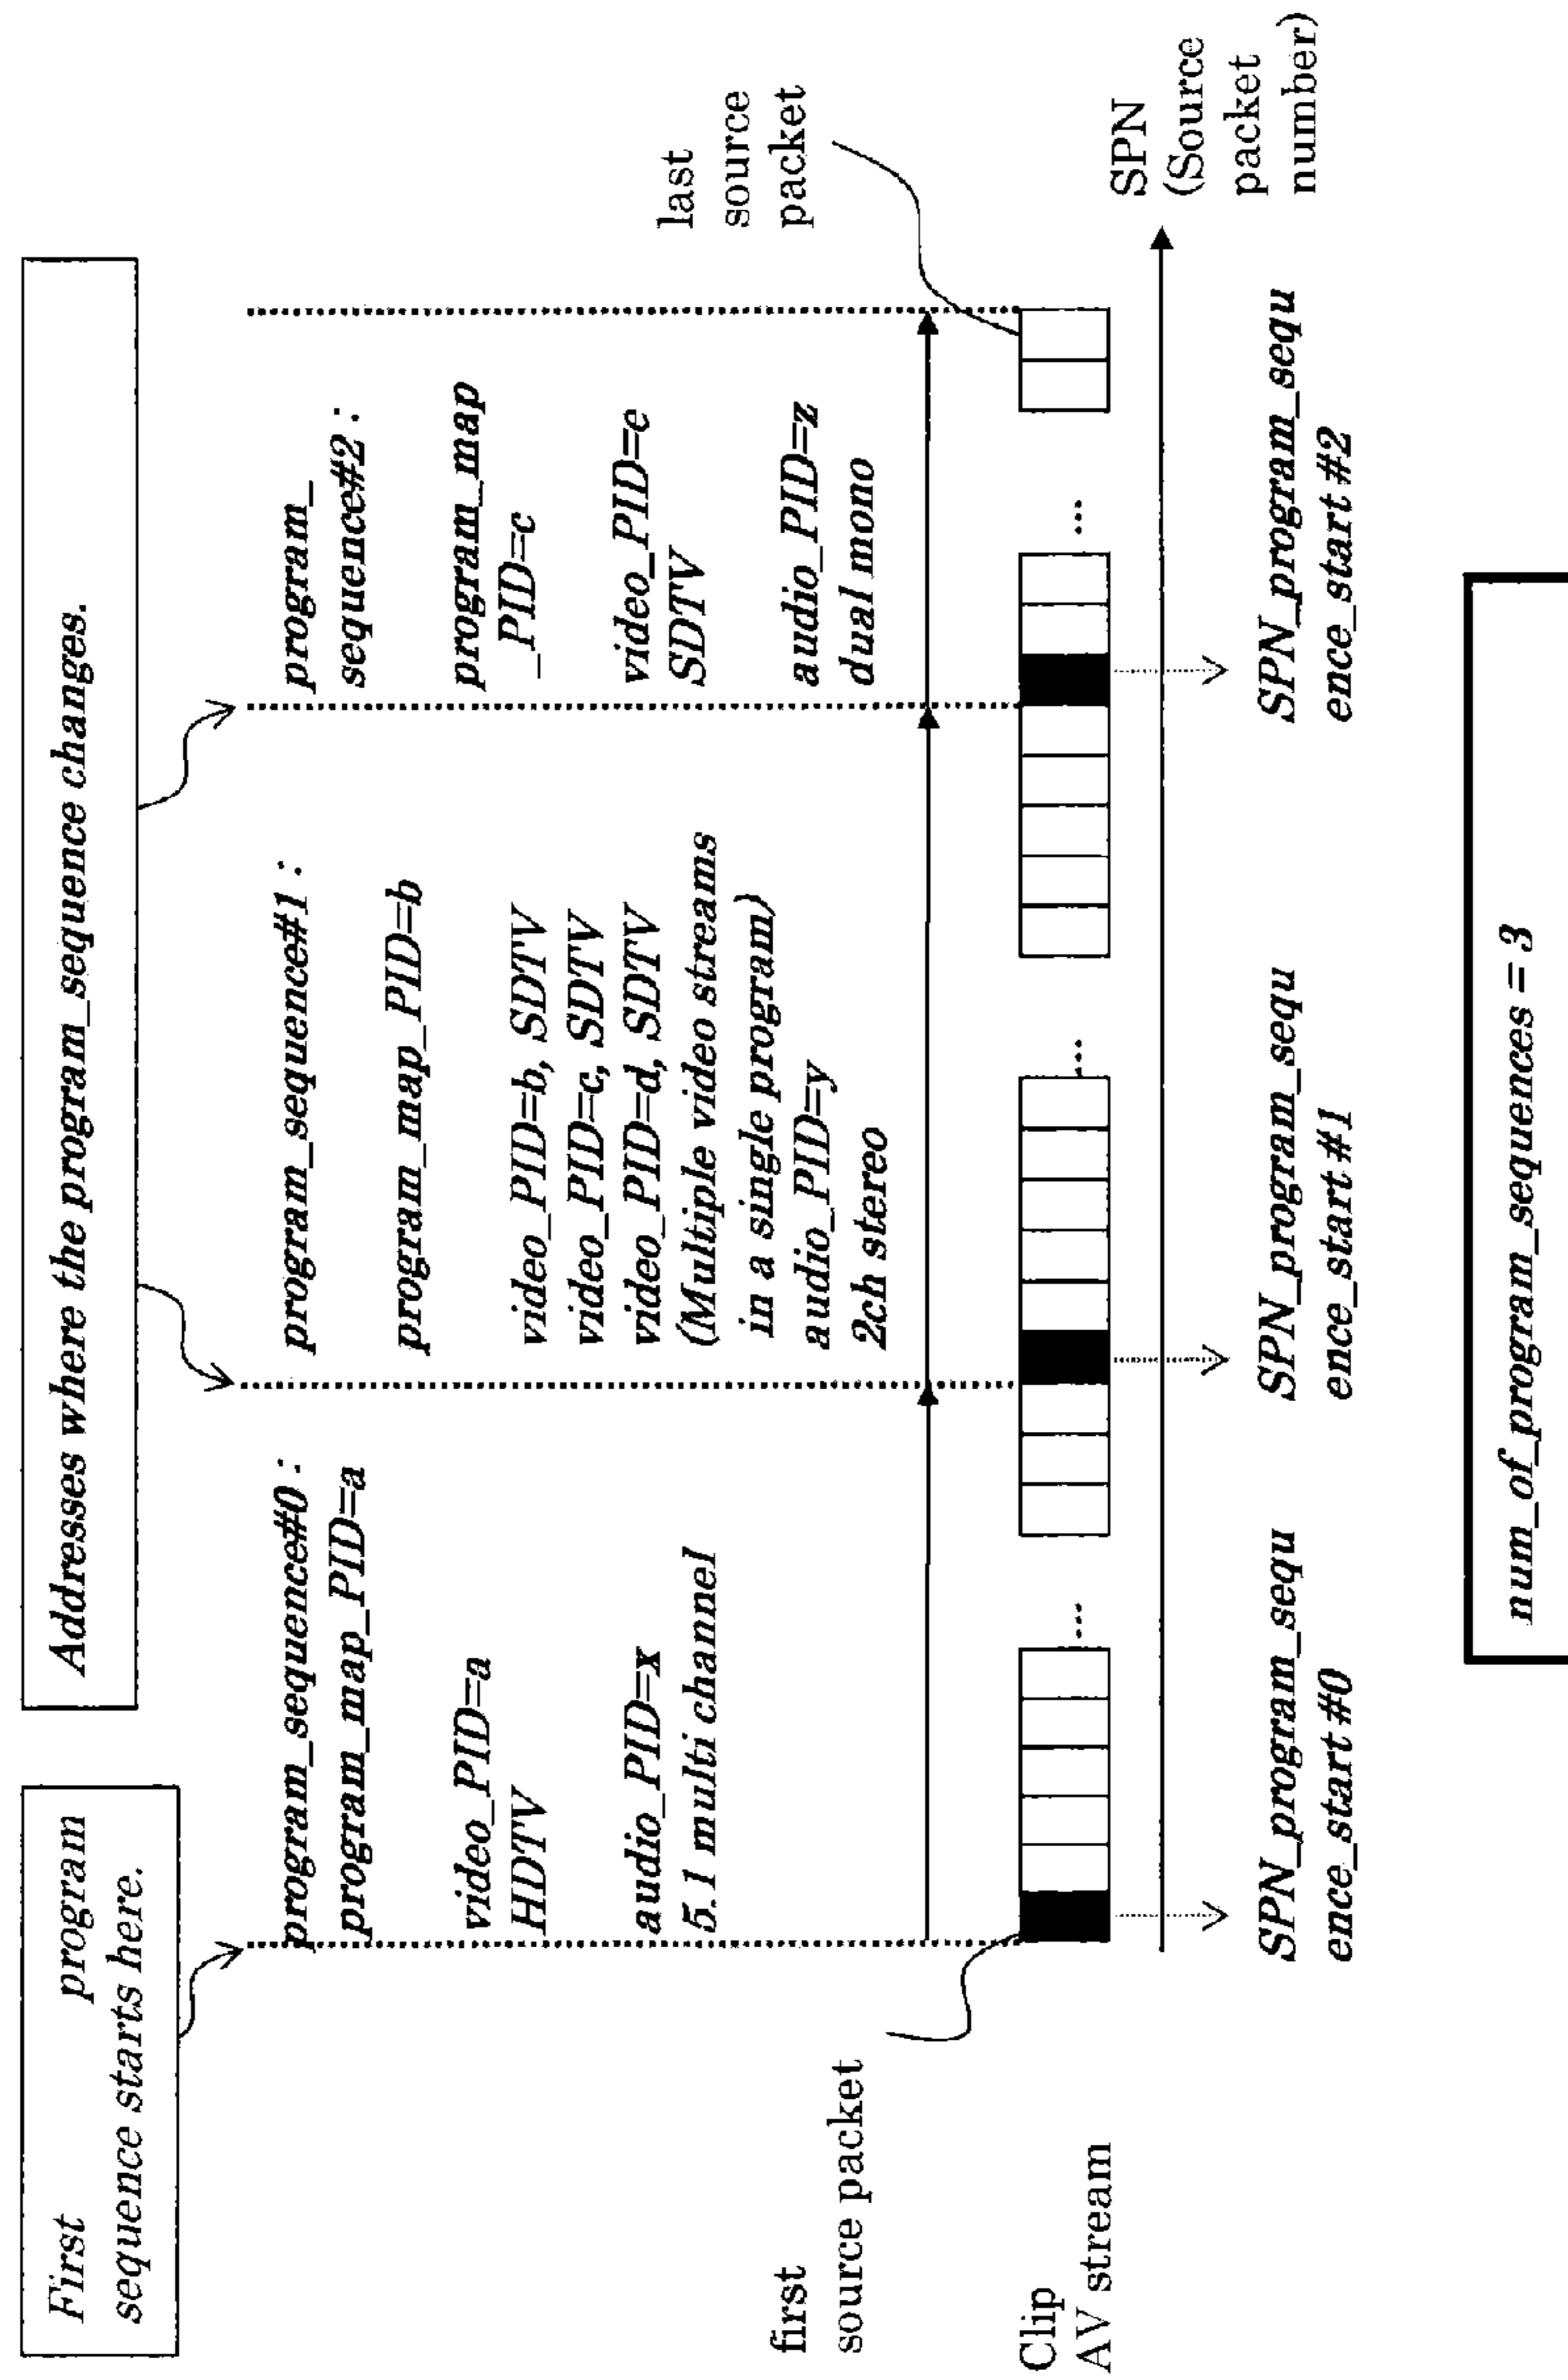 First program
sequence starts here.
Addresses where the program_sequence changes.
program_sequence#0 :
program_map_PID=a
video_PID=a
HDTV
audio_PID=x
5.1 multi channel
program_sequence#1 :
program_map_PID=b
video_PID=b, SDTV
video_PID=c, SDTV
video_PID=d, SDTV
(Multiple video streams
in a single program)
audio_PID=y
2ch stereo
program_
sequence#2 :
program_map
_PID=c
video_PID=e
SDTV
audio_PID=z
dual mono
first
source packet
last
source
packet
Clip
AV stream
...
...
...
SPN
(Source
packet
number)
SPN_program_sequ
ence_start #0
SPN_program_sequ
ence_start #1
SPN_program_sequ
ence_start #2
num_of_program_sequences = 3